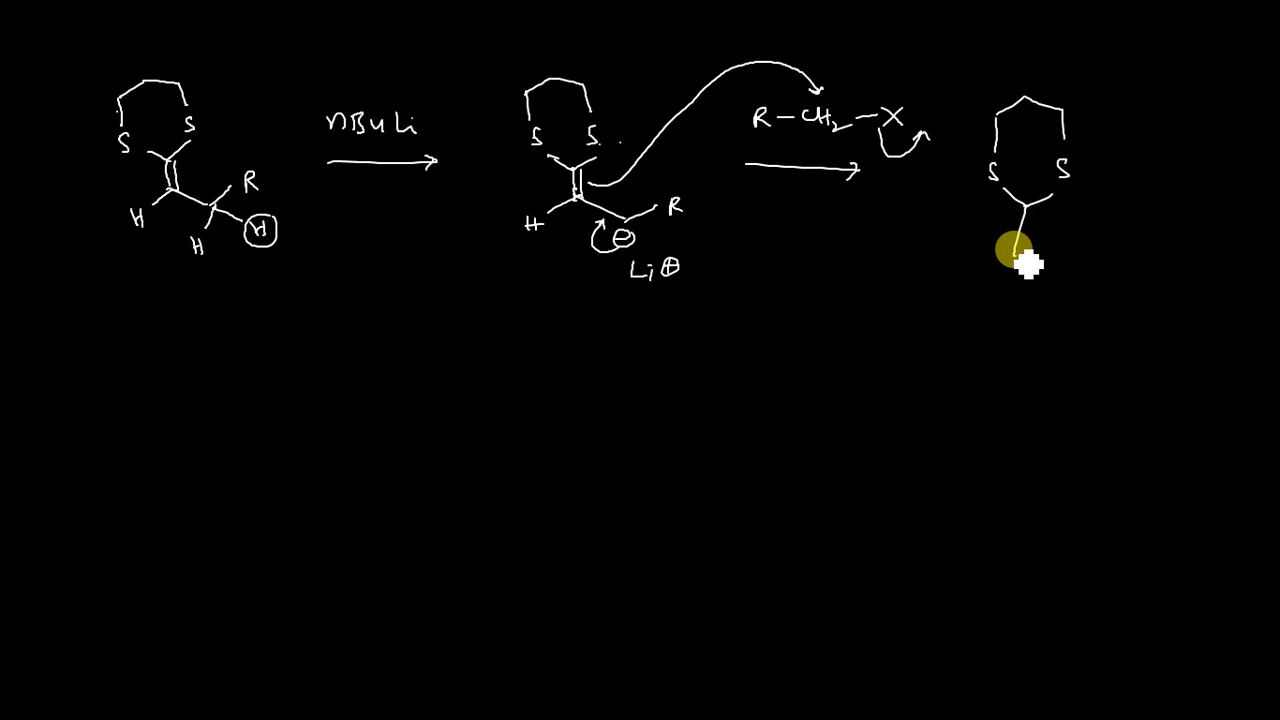 S S
H R
H H
nBuLi
S S
H R
⊖
Li⊕
R-CH₂-X
S S